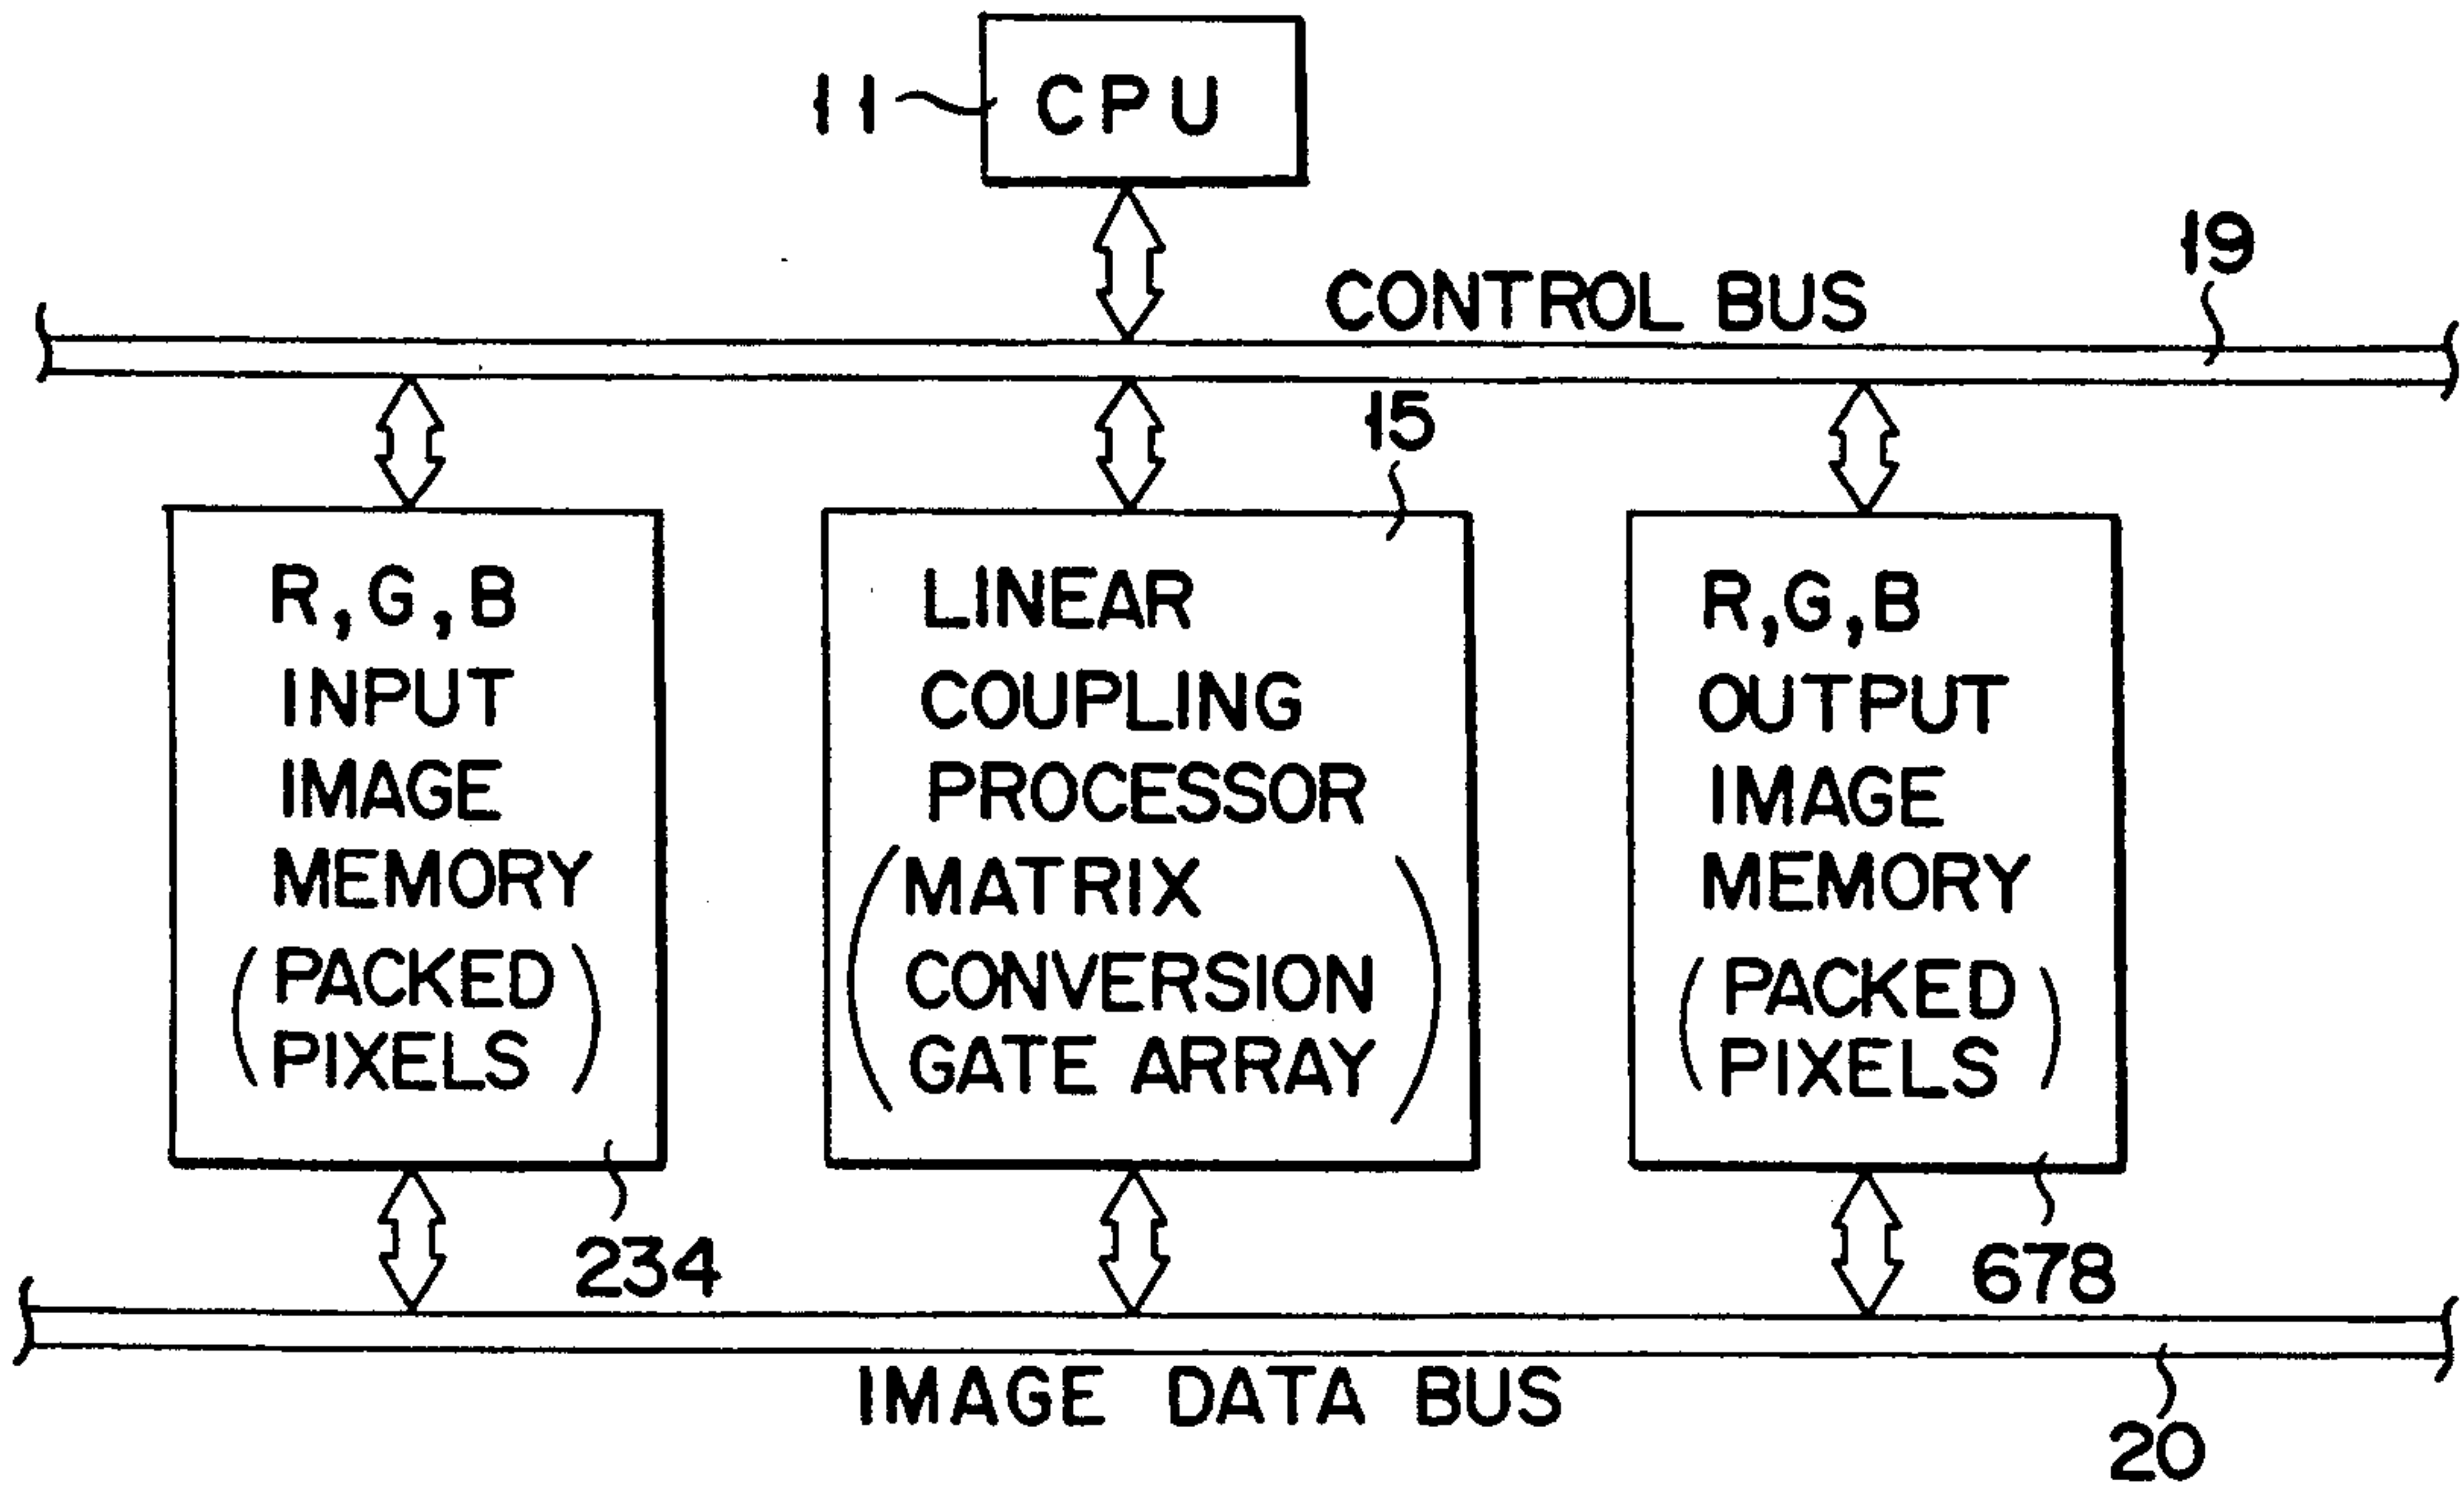 11
CPU
19
CONTROL BUS
15
R,G,B
INPUT
IMAGE
MEMORY
(PACKED
PIXELS)
LINEAR
COUPLING
PROCESSOR
(MATRIX
CONVERSION
GATE ARRAY)
R,G,B
OUTPUT
IMAGE
MEMORY
(PACKED
PIXELS)
234
678
IMAGE DATA BUS
20